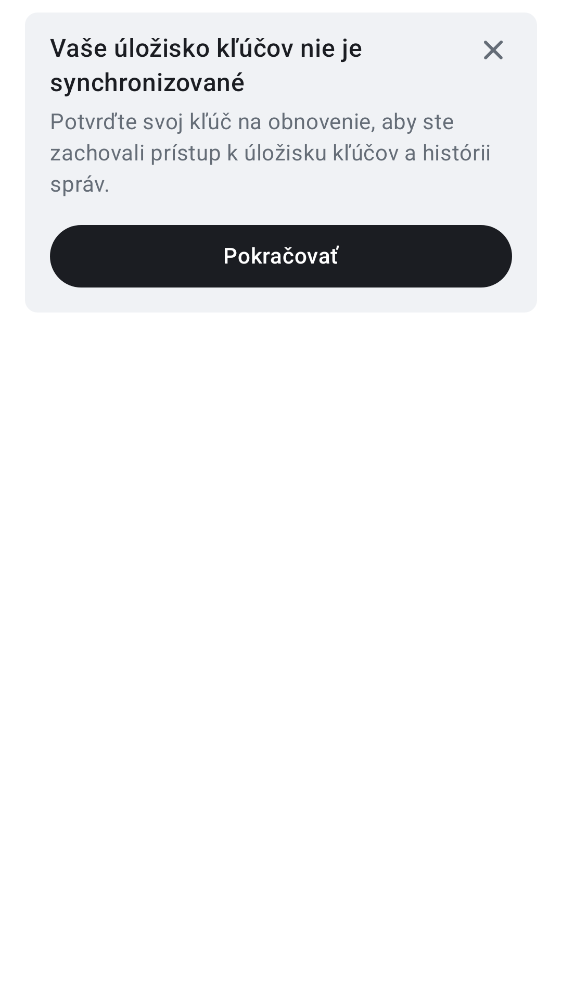 Vaše úložisko kľúčov nie je
synchronizované
Potvrďte svoj kľúč na obnovenie, aby ste
zachovali prístup k úložisku kľúčov a histórii
správ.
Pokračovať